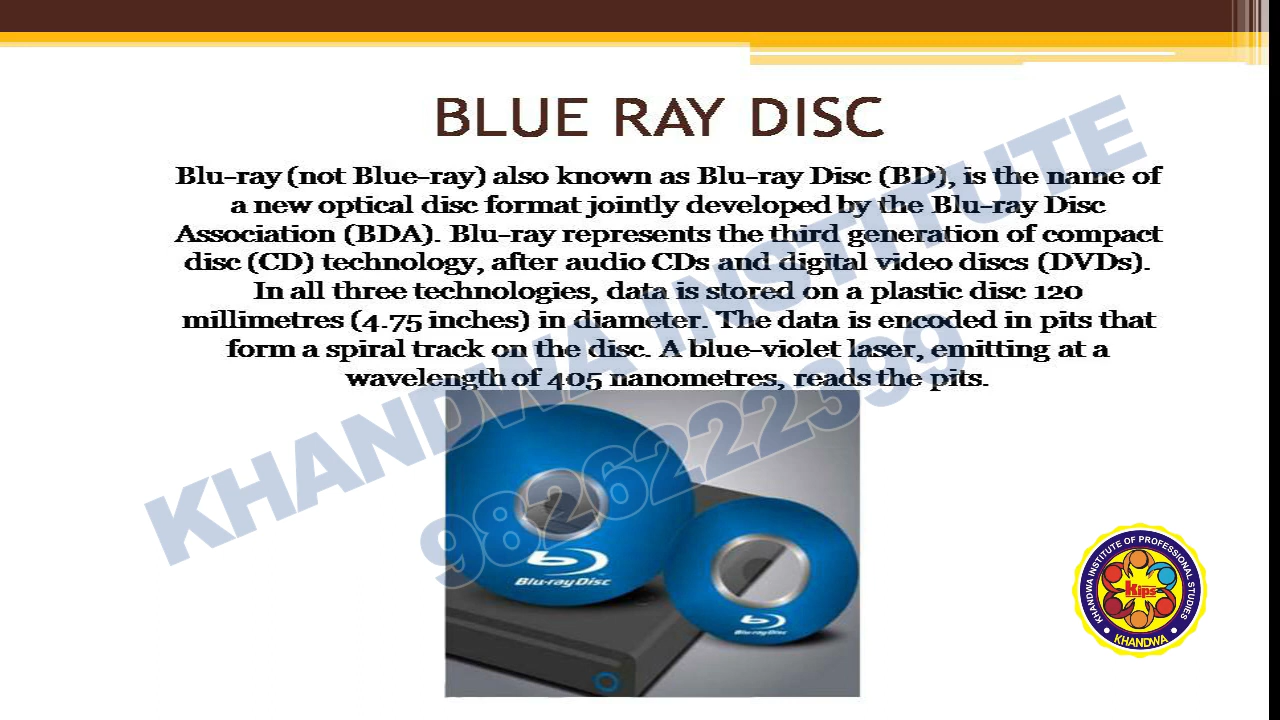 BLUE RAY DISC
Blu-ray (not Blue-ray) also known as Blu-ray Disc (BD), is the name of
a new optical disc format jointly developed by the Blu-ray Disc
Association (BDA). Blu-ray represents the third generation of compact
disc (CD) technology, after audio CDs and digital video discs (DVDs).
In all three technologies, data is stored on a plastic disc 120
millimetres (4.75 inches) in diameter. The data is encoded in pits that
form a spiral track on the disc. A blue-violet laser, emitting at a
wavelength of 405 nanometres, reads the pits.
KHANDWA INSTITUTE
9826222399
Blu-ray Disc
Blu-ray Disc
KHANDWA INSTITUTE OF PROFESSIONAL STUDIES
Kips
• KHANDWA •